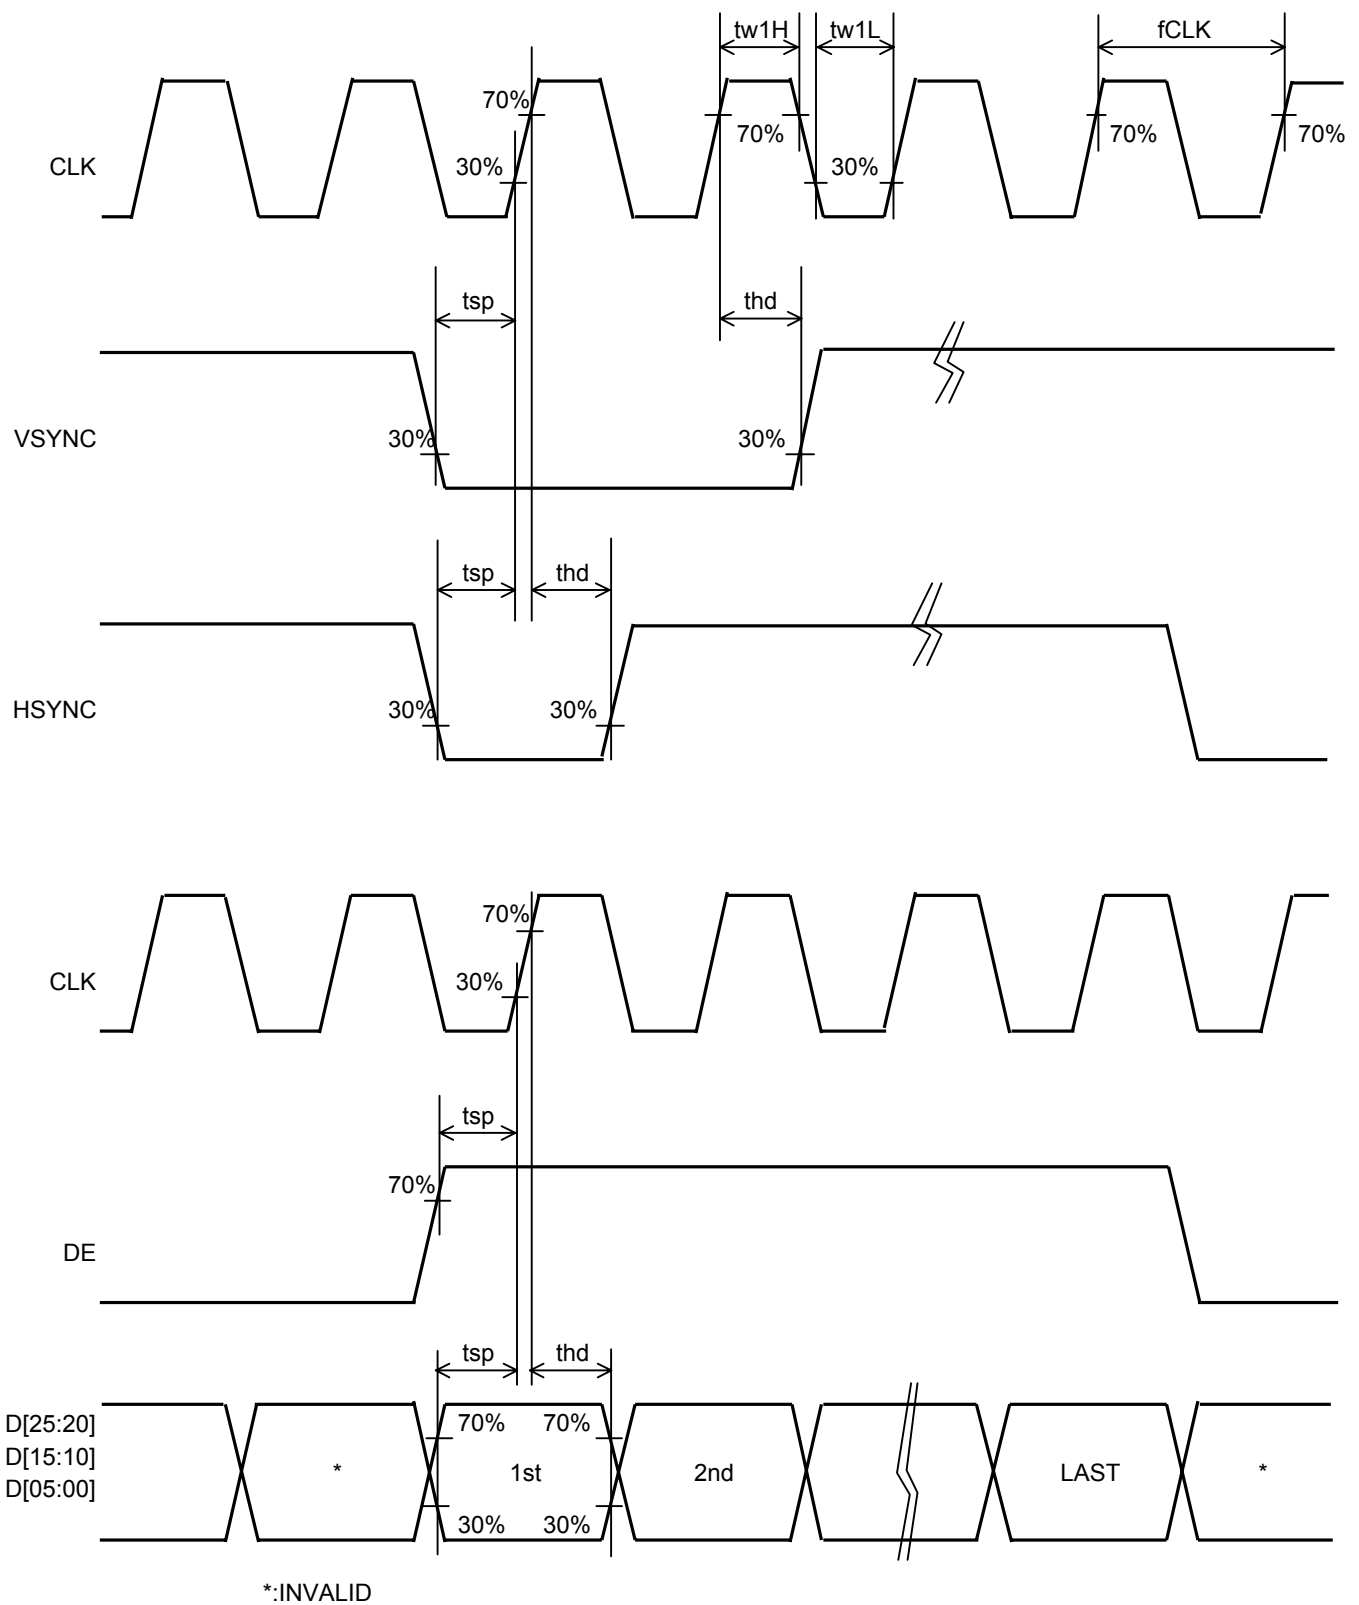 tw1H tw1L fCLK
70% 70% 70% 70%
CLK 30% 30%
tsp thd
VSYNC 30% 30%
tsp thd
HSYNC 30% 30%
70%
CLK 30%
tsp
70%
DE
tsp thd
D[25:20] 70% 70%
D[15:10] * 1st 2nd LAST *
D[05:00]
30% 30%
*:INVALID